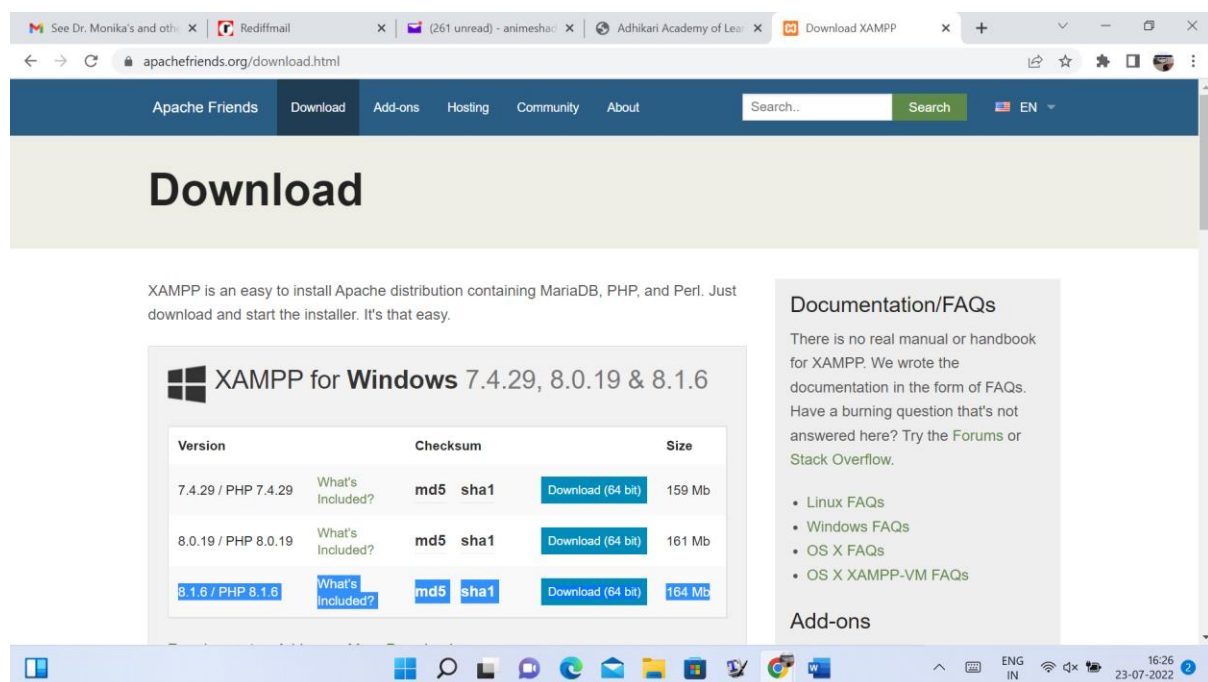 See Dr. Monika's and oth
Rediffmail
(261 unread) - animeshad
Adhikari Academy of Lea
Download XAMPP
apachefriends.org/download.html
Apache Friends Download Add-ons Hosting Community About Search.. Search EN
Download
XAMPP is an easy to install Apache distribution containing MariaDB, PHP, and Perl. Just
download and start the installer. It's that easy.
XAMPP for Windows 7.4.29, 8.0.19 & 8.1.6
Version Checksum Size
7.4.29 / PHP 7.4.29 What's Included? md5 sha1 Download (64 bit) 159 Mb
8.0.19 / PHP 8.0.19 What's Included? md5 sha1 Download (64 bit) 161 Mb
8.1.6 / PHP 8.1.6 What's Included? md5 sha1 Download (64 bit) 164 Mb
Documentation/FAQs
There is no real manual or handbook
for XAMPP. We wrote the
documentation in the form of FAQs.
Have a burning question that's not
answered here? Try the Forums or
Stack Overflow.
• Linux FAQs
• Windows FAQs
• OS X FAQs
• OS X XAMPP-VM FAQs
Add-ons
ENG
IN
16:26
23-07-2022
2